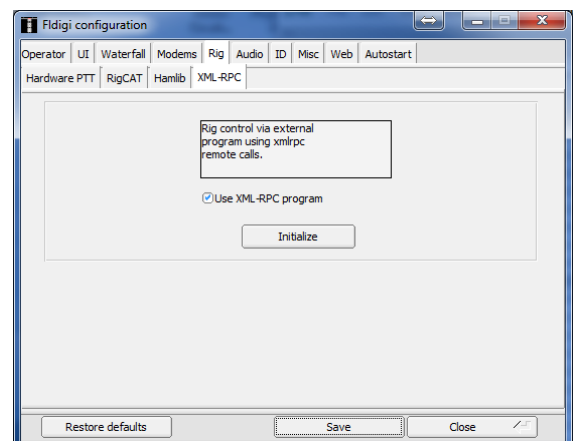 Fldigi configuration
Operator UI Waterfall Modems Rig Audio ID Misc Web Autostart
Hardware PTT RigCAT Hamlib XML-RPC
Rig control via external
program using xmlrpc
remote calls.
Use XML-RPC program
Initialize
Restore defaults Save Close